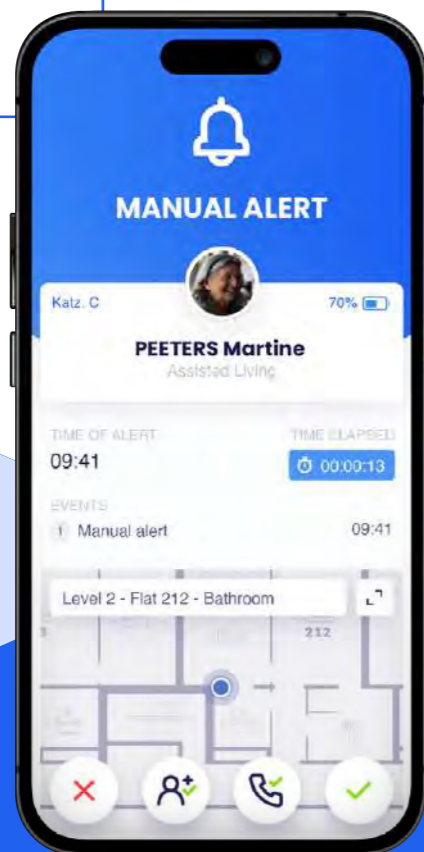 MANUAL ALERT
Katz. C
70%
PEETERS Martine
Assisted Living
TIME OF ALERT
TIME ELAPSED
09:41
00:00:13
EVENTS
1 Manual alert
09:41
Level 2 - Flat 212 - Bathroom
212